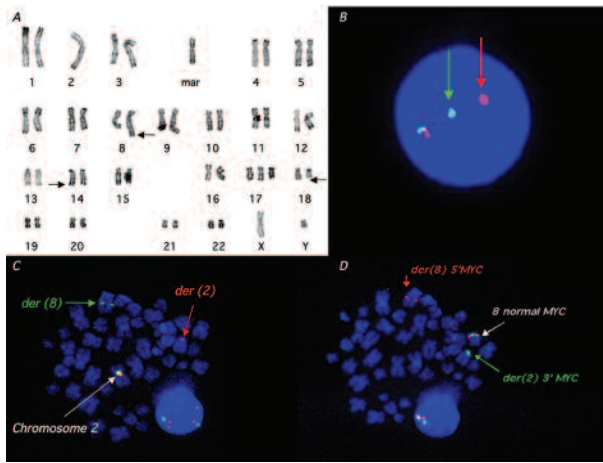 A
1 2 3 mar 4 5
6 7 8 9 10 11 12
13 14 15 16 17 18
19 20 21 22 X Y
B
C
der (8)
der (2)
Chromosome 2
D
der(8) 5'MYC
8 normal MYC
der(2) 3' MYC